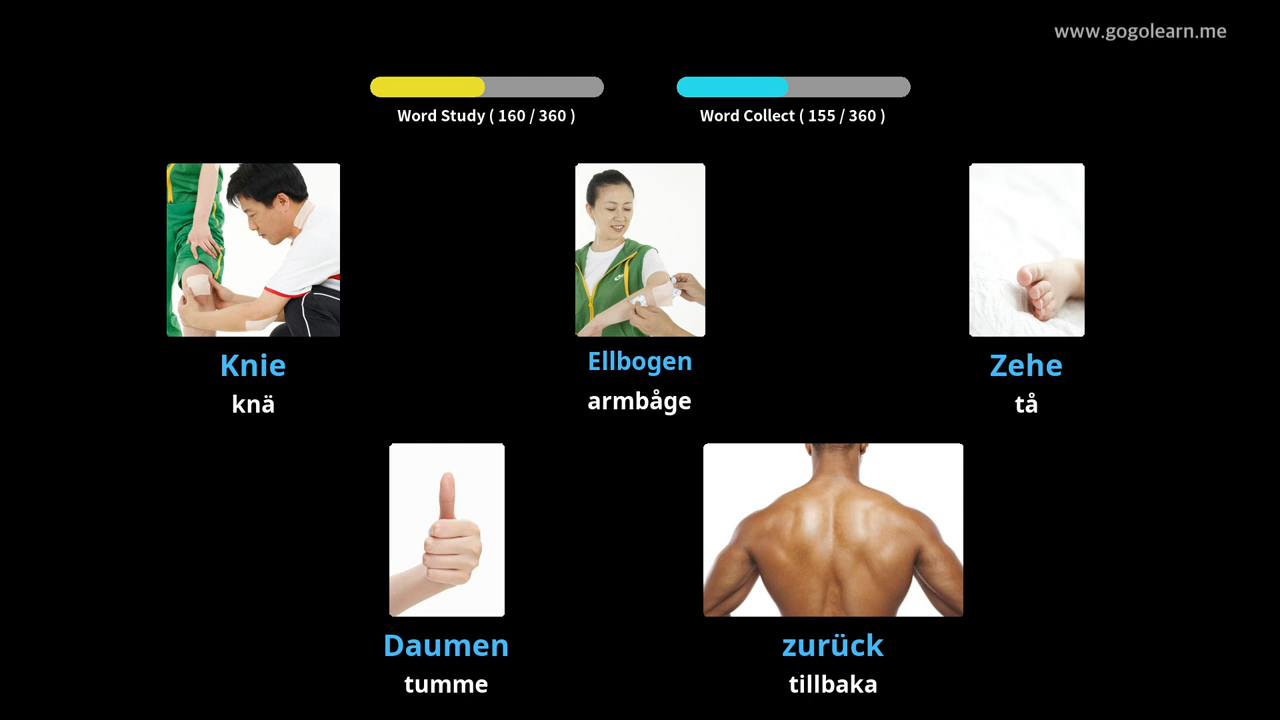 www.gogolearn.me
Word Study ( 160 / 360 )
Word Collect ( 155 / 360 )
Knie
knä
Ellbogen
armbåge
Zehe
tå
Daumen
tumme
zurück
tillbaka